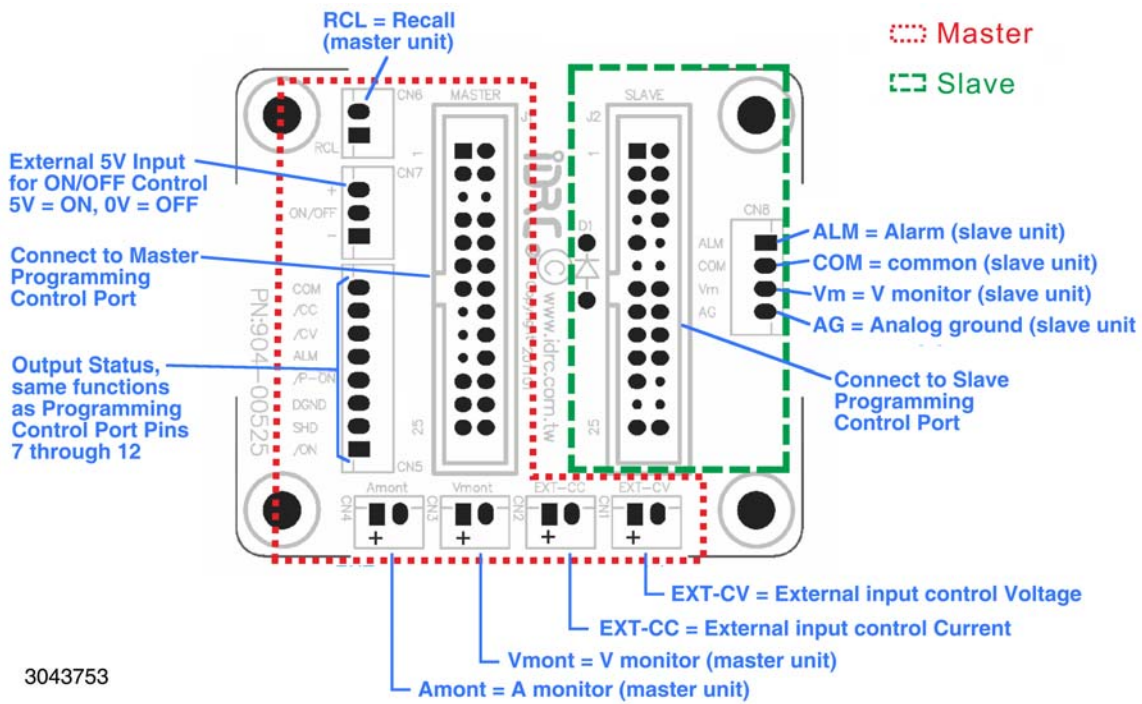 RCL = Recall
(master unit)
Master
Slave
CN6
MASTER
J
SLAVE
J2
RCL
1
1
External 5V Input
for ON/OFF Control
5V = ON, 0V = OFF
CN7
+
ON/OFF
−
iDRC
D1
CN8
ALM
COM
Vm
AG
ALM = Alarm (slave unit)
COM = common (slave unit)
Vm = V monitor (slave unit)
AG = Analog ground (slave unit
Connect to Master
Programming
Control Port
COM
/CC
/CV
ALM
/P-ON
DGND
SHD
/ON
CN5
25
25
www.idrc.com.tw
PN:904-00525
Output Status,
same functions
as Programming
Control Port Pins
7 through 12
Connect to Slave
Programming
Control Port
Amont
Vmont
EXT-CC
EXT-CV
CN4
CN3
CN2
CN1
+
+
+
+
EXT-CV = External input control Voltage
EXT-CC = External input control Current
Vmont = V monitor (master unit)
Amont = A monitor (master unit)
3043753